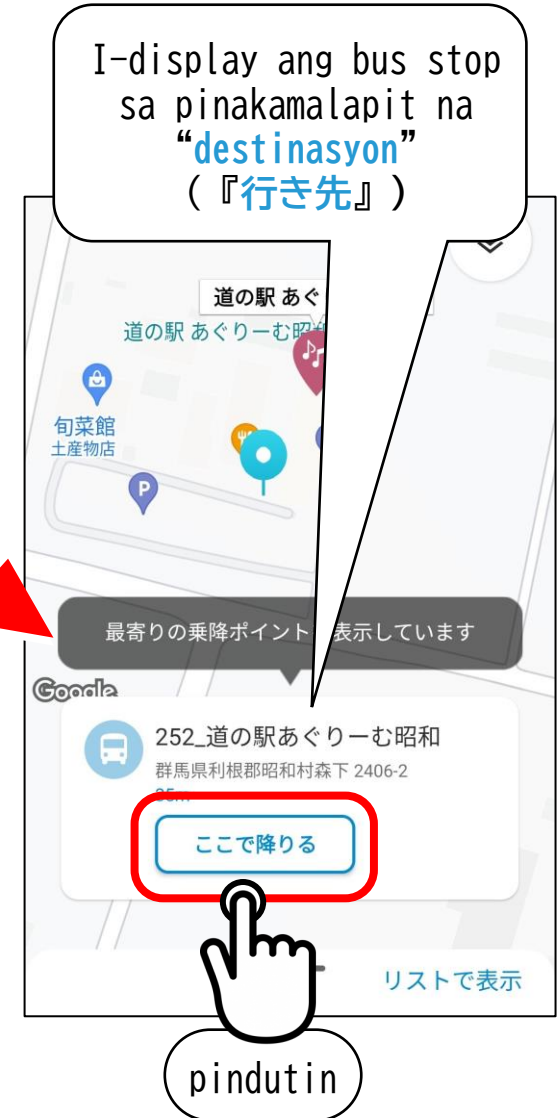 I-display ang bus stop
sa pinakamalapit na
“destinasyon”
(『行き先』)
道の駅 あぐ
道の駅 あぐりーむ昭
旬菜館
土産物店
P
最寄りの乗降ポイント 表示しています
Google
252_道の駅あぐりーむ昭和
群馬県利根郡昭和村森下 2406-2
ここで降りる
リストで表示
pindutin